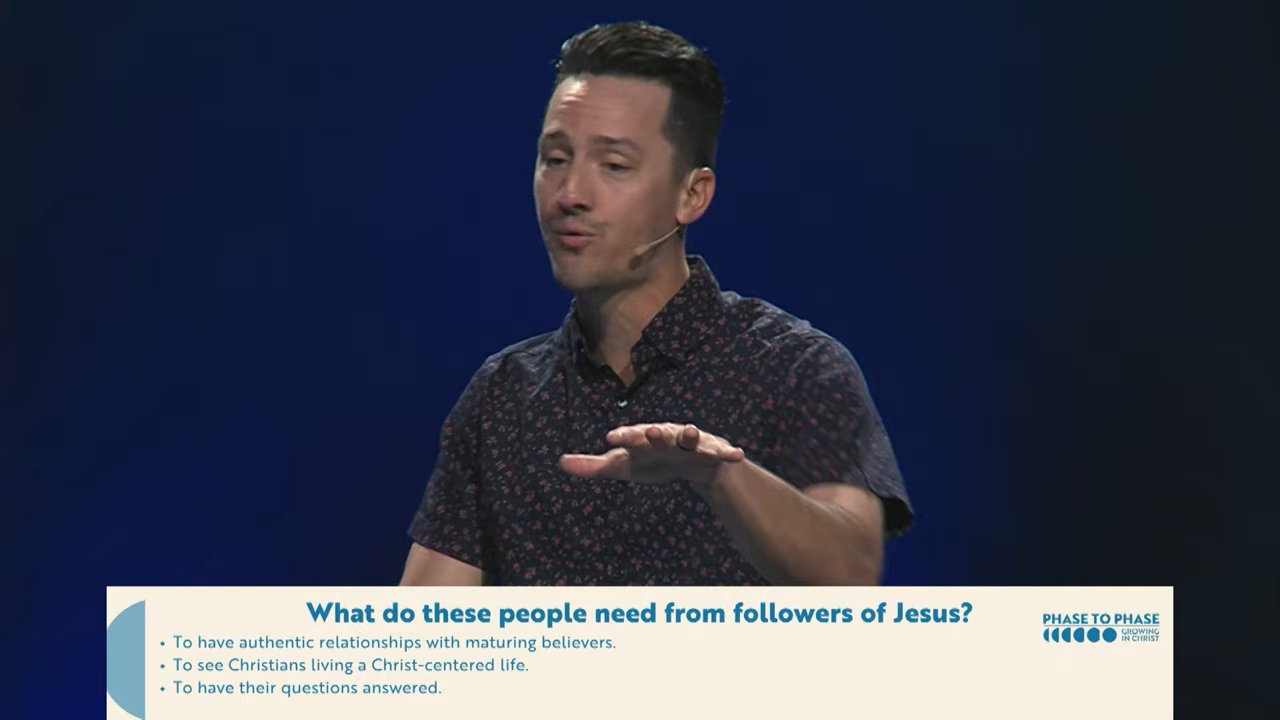 What do these people need from followers of Jesus?
• To have authentic relationships with maturing believers.
• To see Christians living a Christ-centered life.
• To have their questions answered.
PHASE TO PHASE
GROWING
IN CHRIST